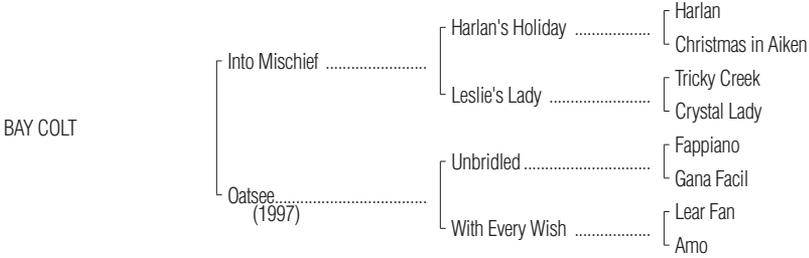 Harlan
Harlan's Holiday ..................
Christmas in Aiken
Into Mischief ........................
Tricky Creek
Leslie's Lady ........................
Crystal Lady
BAY COLT
Fappiano
Unbridled ..............................
Gana Facil
Oatsee....................................
(1997)
Lear Fan
With Every Wish ..................
Amo